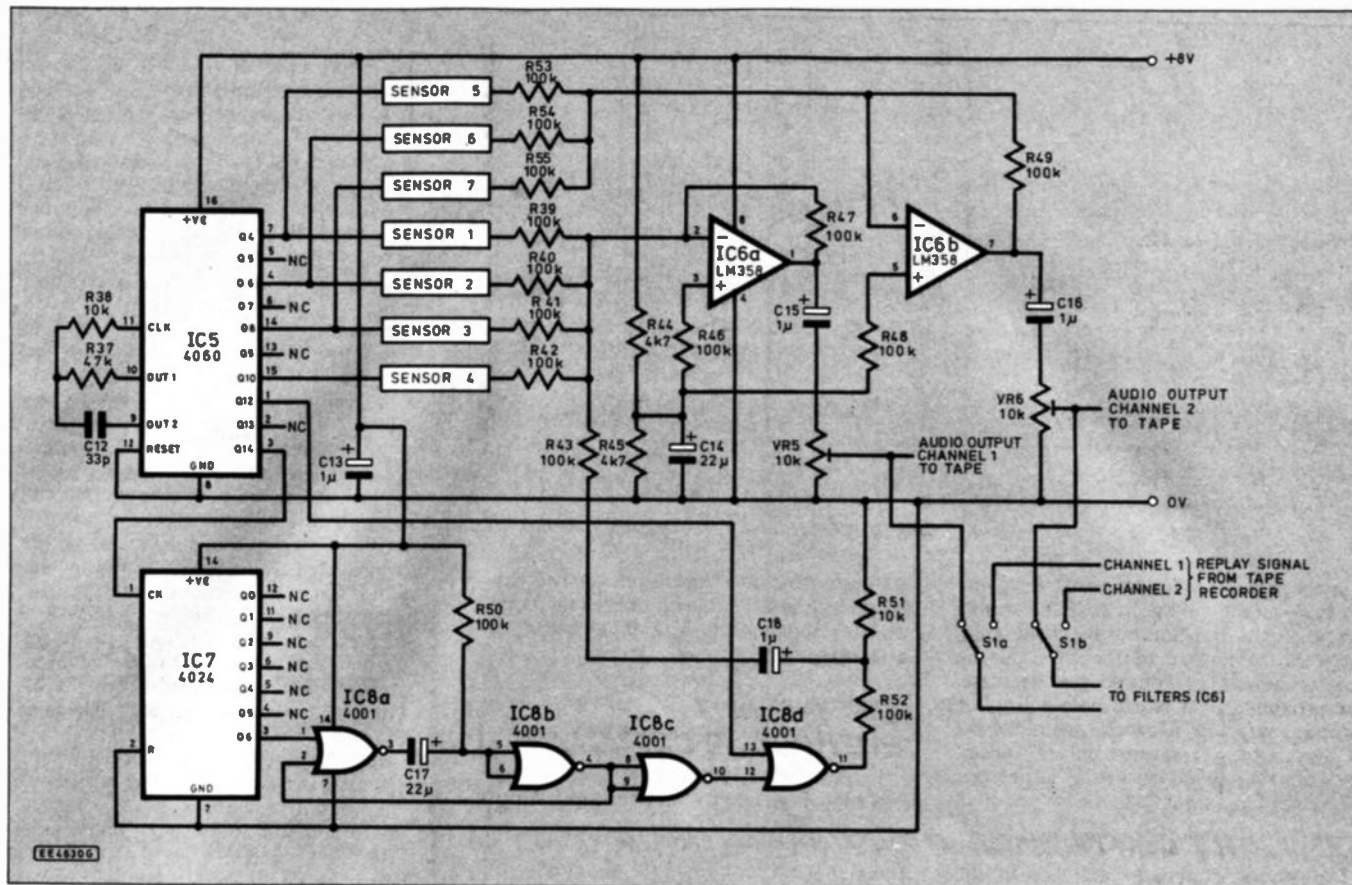 +8V
R53
100k
SENSOR 5
R54
100k
SENSOR 6
R55
100k
SENSOR 7
R39
100k
SENSOR 1
R40
100k
SENSOR 2
R41
100k
SENSOR 3
R42
100k
SENSOR 4
16
+VE
IC5
4060
Q4
7
Q5
5
NC
Q6
4
Q7
6
NC
Q8
14
Q9
13
NC
Q10
15
Q12
1
Q13
2
NC
Q14
3
R38
10k
11
CLK
R37
47k
10
OUT1
9
OUT2
C12
33p
12
RESET
GND
8
C13
1µ
R43
100k
R44
4k7
R45
4k7
R46
100k
C14
22µ
2
3
8
IC6a
LM358
1
4
R47
100k
C15
1µ
VR5
10k
R48
100k
6
5
IC6b
LM358
7
R49
100k
C16
1µ
VR6
10k
AUDIO OUTPUT
CHANNEL 2
TO TAPE
AUDIO OUTPUT
CHANNEL 1
TO TAPE
0V
CHANNEL 1
CHANNEL 2
REPLAY SIGNAL
FROM TAPE
RECORDER
S1a
S1b
TO FILTERS (C6)
14
+VE
1
CK
IC7
4024
Q0
12
NC
Q1
11
NC
Q2
9
NC
Q3
6
NC
Q4
5
NC
Q5
4
NC
Q6
3
2
R
GND
7
IC8a
4001
14
1
2
3
7
C17
22µ
R50
100k
IC8b
4001
5
6
4
IC8c
4001
8
9
10
IC8d
4001
13
12
11
C18
1µ
R51
10k
R52
100k
EE4630G